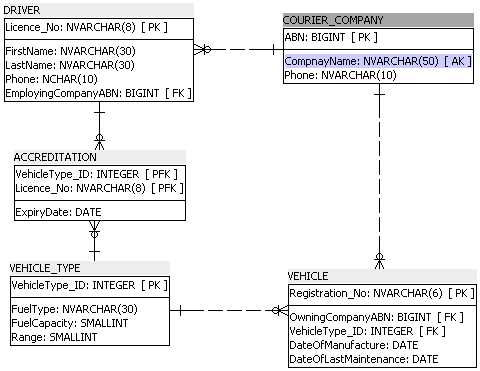 DRIVER
Licence_No: NVARCHAR(8) [ PK ]
FirstName: NVARCHAR(30)
LastName: NVARCHAR(30)
Phone: NCHAR(10)
EmployingCompanyABN: BIGINT [ FK ]
COURIER_COMPANY
ABN: BIGINT [ PK ]
CompnayName: NVARCHAR(50) [ AK ]
Phone: NVARCHAR(10)
ACCREDITATION
VehicleType_ID: INTEGER [ PFK ]
Licence_No: NVARCHAR(8) [ PFK ]
ExpiryDate: DATE
VEHICLE_TYPE
VehicleType_ID: INTEGER [ PK ]
FuelType: NVARCHAR(30)
FuelCapacity: SMALLINT
Range: SMALLINT
VEHICLE
Registration_No: NVARCHAR(6) [ PK ]
OwningCompanyABN: BIGINT [ FK ]
VehicleType_ID: INTEGER [ FK ]
DateOfManufacture: DATE
DateOfLastMaintenance: DATE